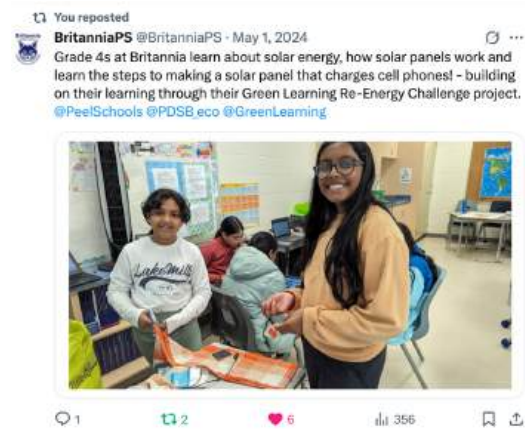 You reposted
BritanniaPS @BritanniaPS · May 1, 2024
Grade 4s at Britannia learn about solar energy, how solar panels work and
learn the steps to making a solar panel that charges cell phones! - building
on their learning through their Green Learning Re-Energy Challenge project.
@PeelSchools @PDSB_eco @GreenLearning
Lake Mill
1
2
6
356